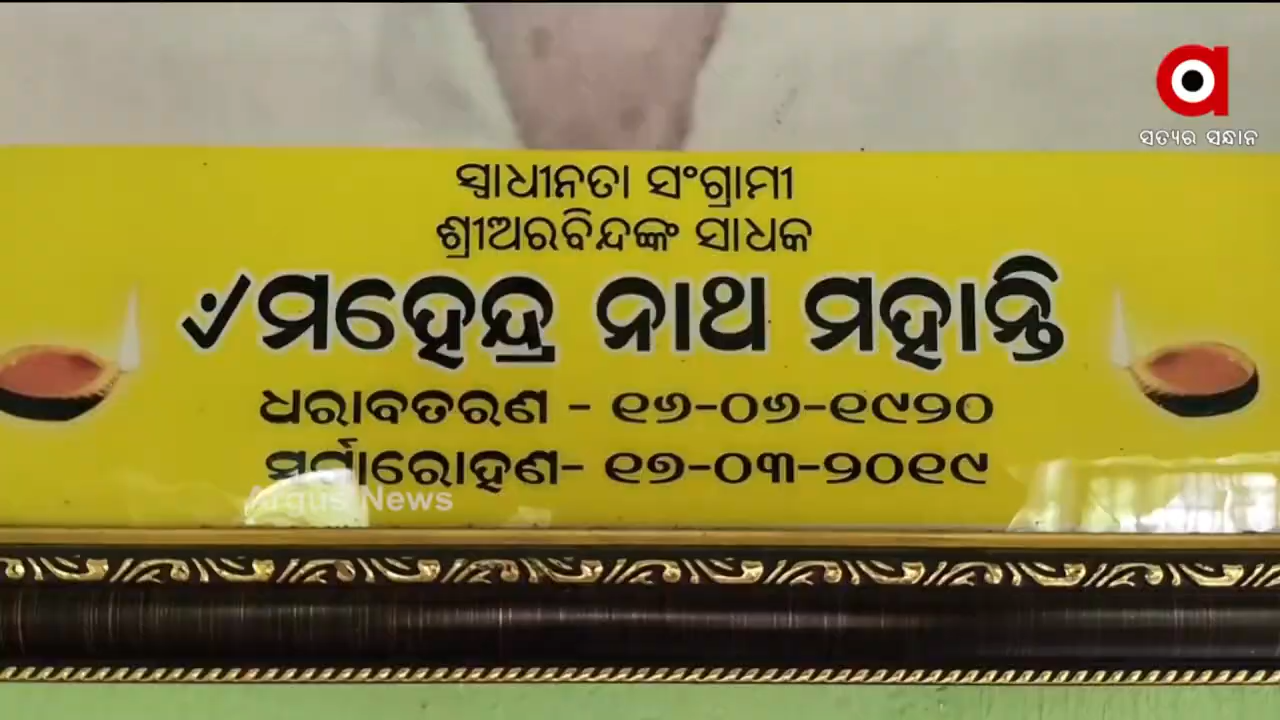 ସତ୍ୟର ସନ୍ଧାନ
ସ୍ଵାଧୀନତା ସଂଗ୍ରାମୀ
ଶ୍ରୀଅରବିନ୍ଦଙ୍କ ସାଧକ
୰ମହେନ୍ଦ୍ର ନାଥ ମହାନ୍ତି
ଧରାବତରଣ - ୧୬-୦୬-୧୯୨୦
ସ୍ୱର୍ଗାରୋହଣ- ୧୭-୦୩-୨୦୧୯
Argus News